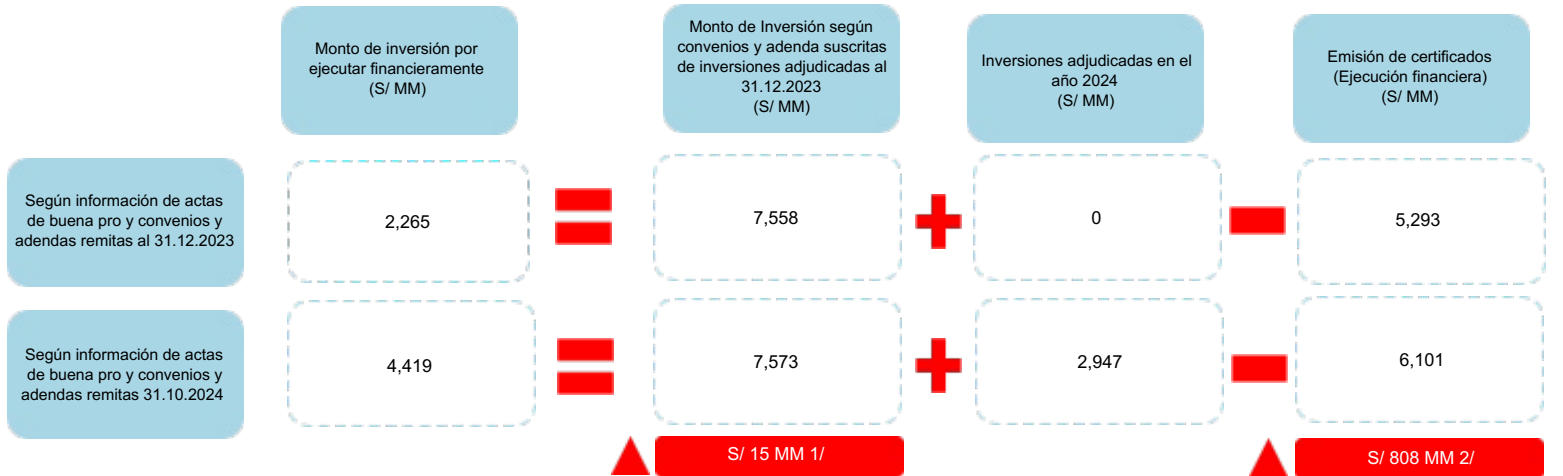 Monto de inversión por
ejecutar financieramente
(S/ MM)
Monto de Inversión según
convenios y adenda suscritas
de inversiones adjudicadas al
31.12.2023
(S/ MM)
Inversiones adjudicadas en el
año 2024
(S/ MM)
Emisión de certificados
(Ejecución financiera)
(S/ MM)
Según información de actas
de buena pro y convenios y
adendas remitas al 31.12.2023
2,265
7,558
0
5,293
Según información de actas
de buena pro y convenios y
adendas remitas 31.10.2024
4,419
7,573
2,947
6,101
S/ 15 MM 1/
S/ 808 MM 2/